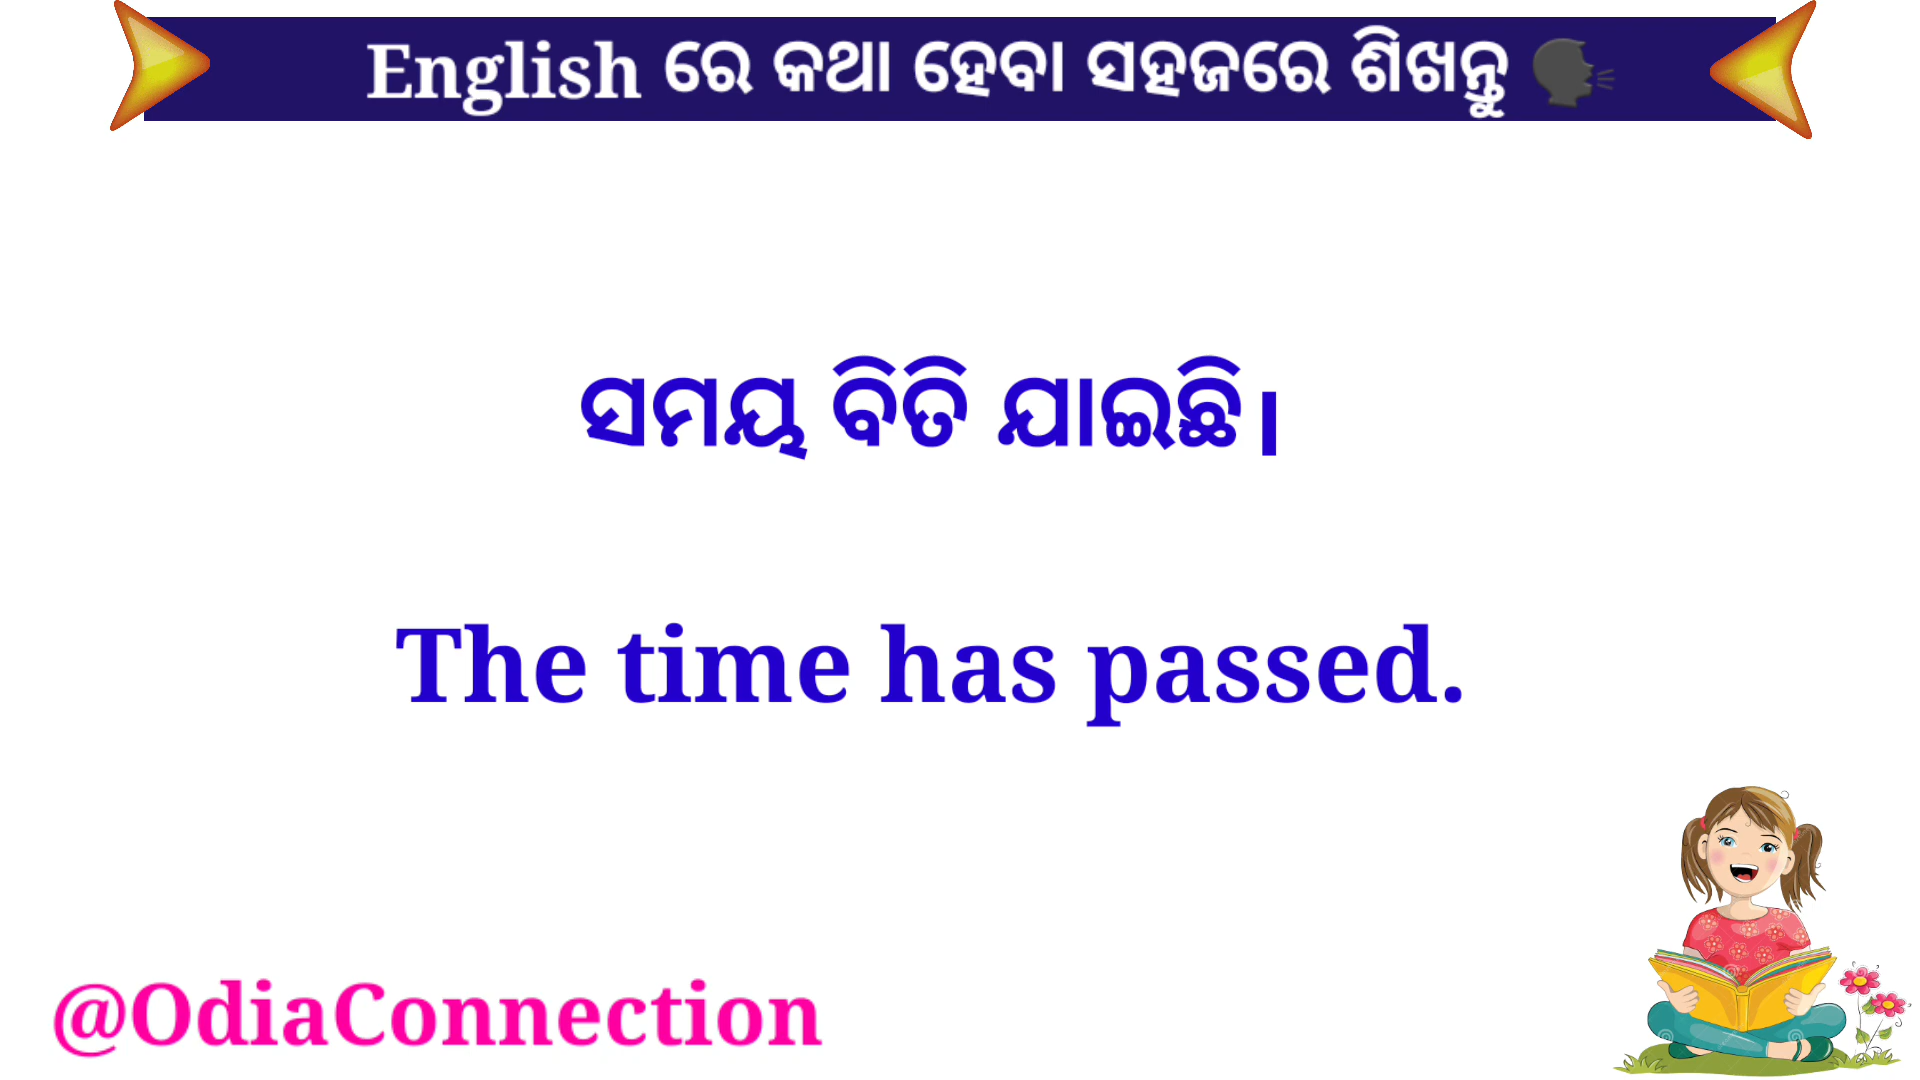 English ରେ କଥା ହେବା ସହଜରେ ଶିଖନ୍ତୁ 🗣
ସମୟ ବିତି ଯାଇଛି।
The time has passed.
@OdiaConnection